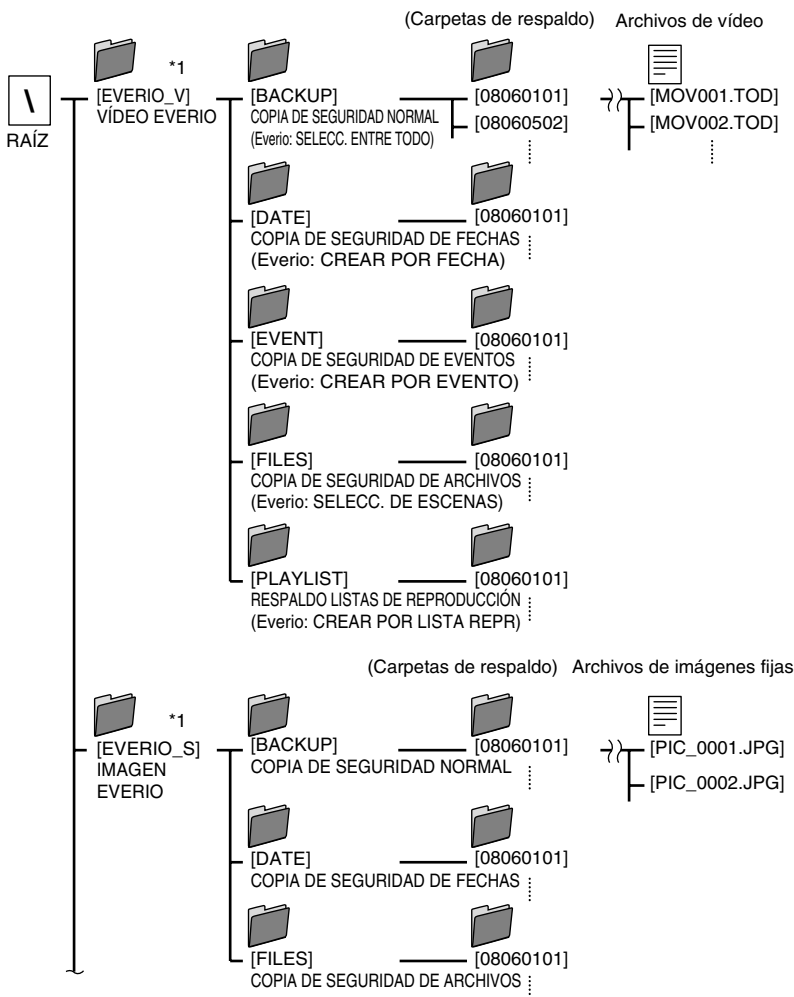 (Carpetas de respaldo) Archivos de vídeo
*1
\
RAÍZ
[EVERIO_V]
VÍDEO EVERIO
[BACKUP]
COPIA DE SEGURIDAD NORMAL
(Everio: SELECC. ENTRE TODO)
[08060101]
[08060502]
[MOV001.TOD]
[MOV002.TOD]
[DATE]
[08060101]
COPIA DE SEGURIDAD DE FECHAS
(Everio: CREAR POR FECHA)
[EVENT]
[08060101]
COPIA DE SEGURIDAD DE EVENTOS
(Everio: CREAR POR EVENTO)
[FILES]
[08060101]
COPIA DE SEGURIDAD DE ARCHIVOS
(Everio: SELECC. DE ESCENAS)
[PLAYLIST]
[08060101]
RESPALDO LISTAS DE REPRODUCCIÓN
(Everio: CREAR POR LISTA REPR)
(Carpetas de respaldo) Archivos de imágenes fijas
*1
[EVERIO_S]
IMAGEN
EVERIO
[BACKUP]
[08060101]
COPIA DE SEGURIDAD NORMAL
[PIC_0001.JPG]
[PIC_0002.JPG]
[DATE]
[08060101]
COPIA DE SEGURIDAD DE FECHAS
[FILES]
[08060101]
COPIA DE SEGURIDAD DE ARCHIVOS